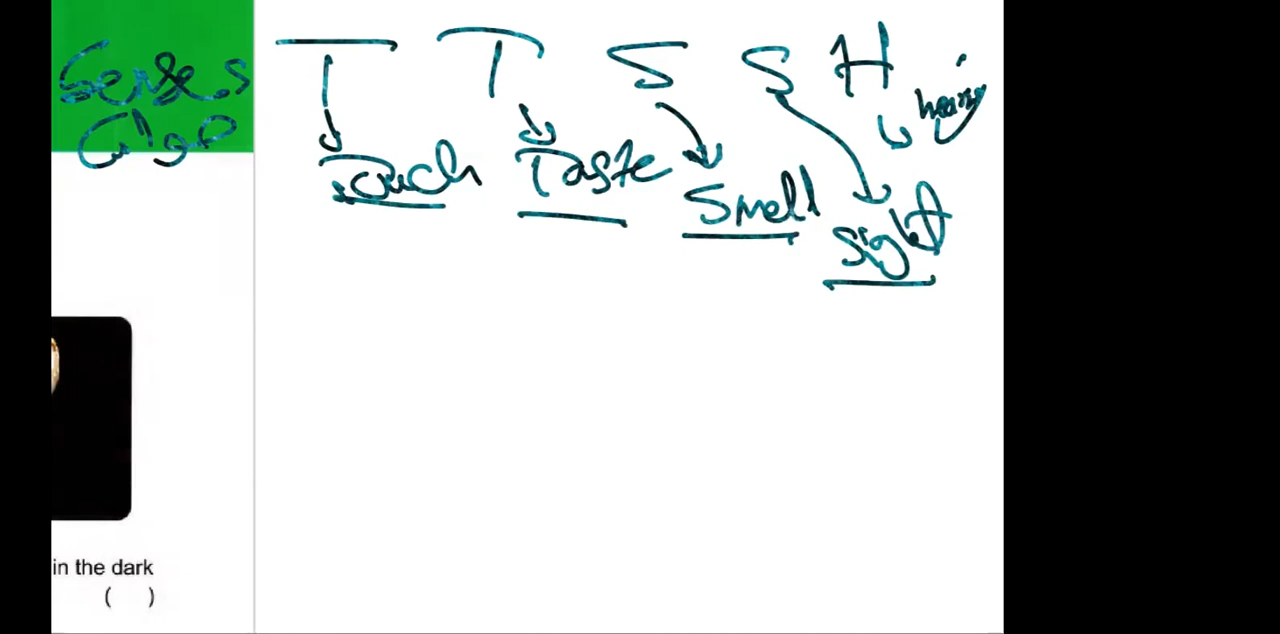 Senses
T T S S H
hearing
Touch Taste
Smell
Sight
in the dark
( )